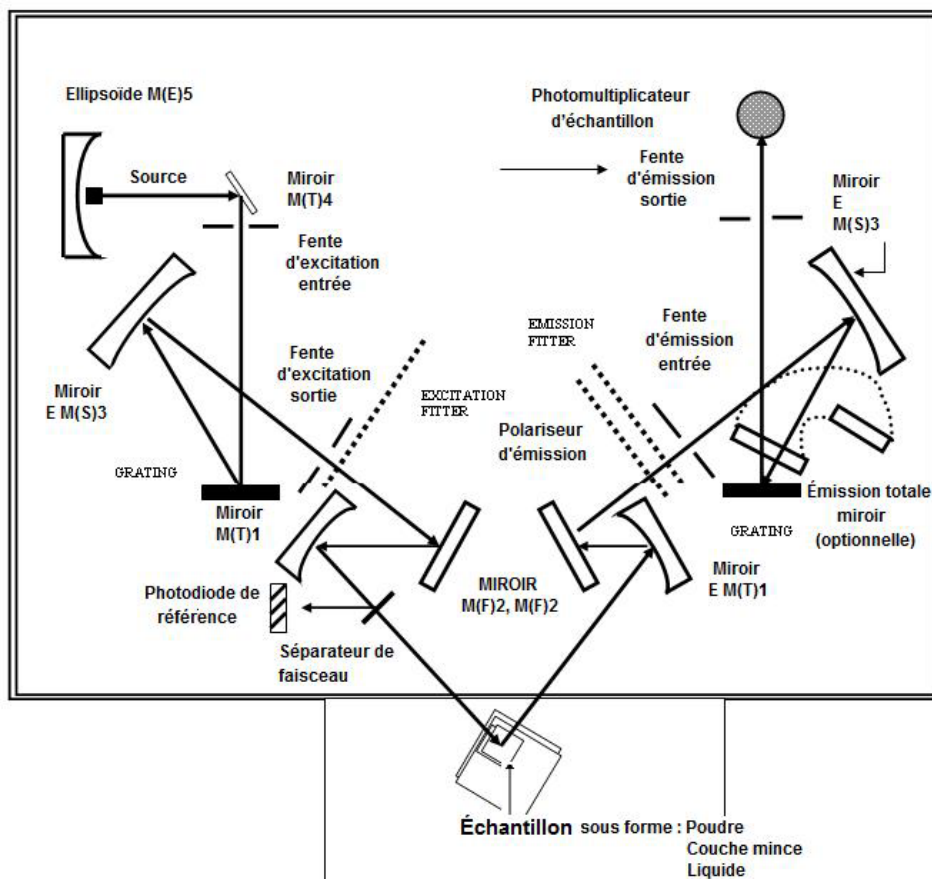 Ellipsoïde M(E)5
Source
Miroir
M(T)4
Fente
d'excitation
entrée
Photomultiplicateur
d'échantillon
Fente
d'émission
sortie
Miroir
E
M(S)3
Miroir
E M(S)3
Fente
d'excitation
sortie
EXCITATION
FITTER
EMISSION
FITTER
Fente
d'émission
entrée
Polariseur
d'émission
GRATING
Miroir
M(T)1
Émission totale
miroir
(optionnelle)
GRATING
Miroir
E M(T)1
MIROIR
M(F)2, M(F)2
Photodiode de
référence
Séparateur de
faisceau
Échantillon sous forme : Poudre
Couche mince
Liquide